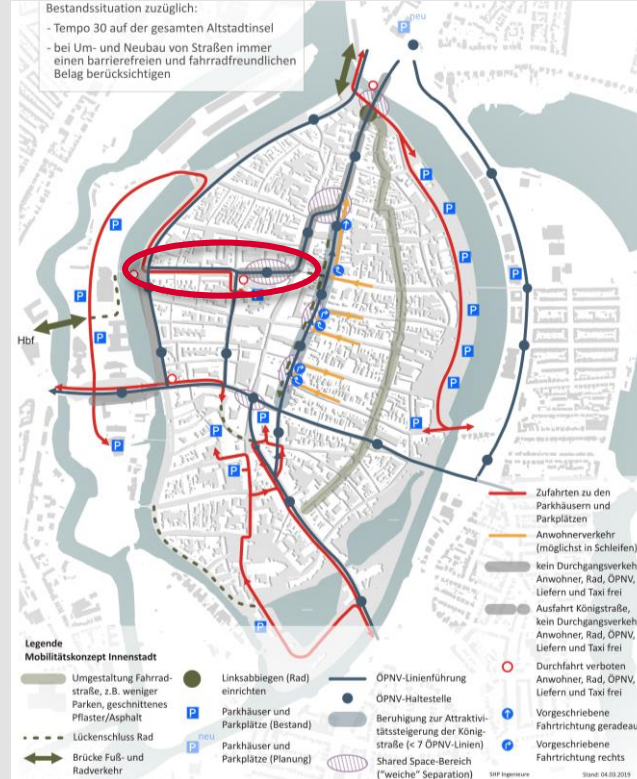 Bestandssituation zuzüglich:
- Tempo 30 auf der gesamten Altstadtinsel
- bei Um- und Neubau von Straßen immer
einen barrierefreien und fahrradfreundlichen
Belag berücksichtigen
neu
P
P
P
P
P
P
P
P
P
P
P
P
Hbf
P
P
P
P
P
P
P
Zufahrten zu den
Parkhäusern und
Parkplätzen
Anwohnerverkehr
(möglichst in Schleifen)
kein Durchgangsverkeh
Anwohner, Rad, ÖPNV,
Liefern und Taxi frei
Ausfahrt Königstraße,
kein Durchgangsverkeh
Anwohner, Rad, ÖPNV,
Liefern und Taxi frei
Durchfahrt verboten
Anwohner, Rad, ÖPNV,
Liefern und Taxi frei
Vorgeschriebene
Fahrtrichtung geradeau
Vorgeschriebene
Fahrtrichtung rechts
Legende
Mobilitätskonzept Innenstadt
Umgestaltung Fahrrad-
straße, z.B. weniger
Parken, geschnittenes
Pflaster/Asphalt
Lückenschluss Rad
Brücke Fuß- und
Radverkehr
Linksabbiegen (Rad)
einrichten
P
Parkhäuser und
Parkplätze (Bestand)
neu
P
Parkhäuser und
Parkplätze (Planung)
ÖPNV-Linienführung
ÖPNV-Haltestelle
Beruhigung zur Attraktivi-
tätssteigerung der König-
straße (< 7 ÖPNV-Linien)
Shared Space-Bereich
("weiche" Separation)
SHP Ingenieure
Stand: 04.03.2019